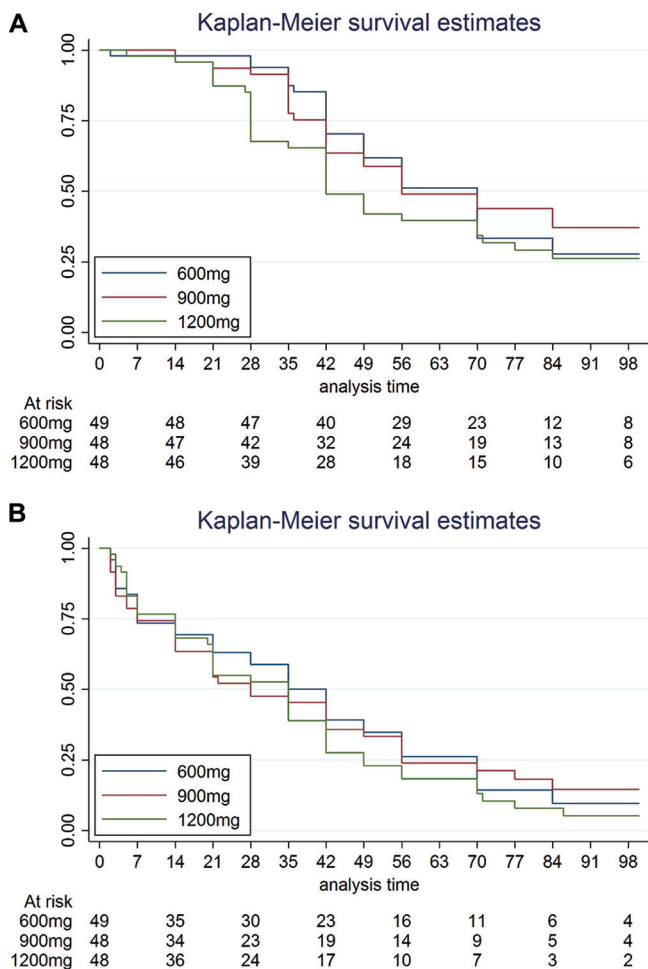 A
Kaplan-Meier survival estimates
1.00
0.75
0.50
0.25
0.00
600mg
900mg
1200mg
0 7 14 21 28 35 42 49 56 63 70 77 84 91 98
analysis time
At risk
600mg 49 48 47 40 29 23 12 8
900mg 48 47 42 32 24 19 13 8
1200mg 48 46 39 28 18 15 10 6
B
Kaplan-Meier survival estimates
1.00
0.75
0.50
0.25
0.00
600mg
900mg
1200mg
0 7 14 21 28 35 42 49 56 63 70 77 84 91 98
analysis time
At risk
600mg 49 35 30 23 16 11 6 4
900mg 48 34 23 19 14 9 5 4
1200mg 48 36 24 17 10 7 3 2